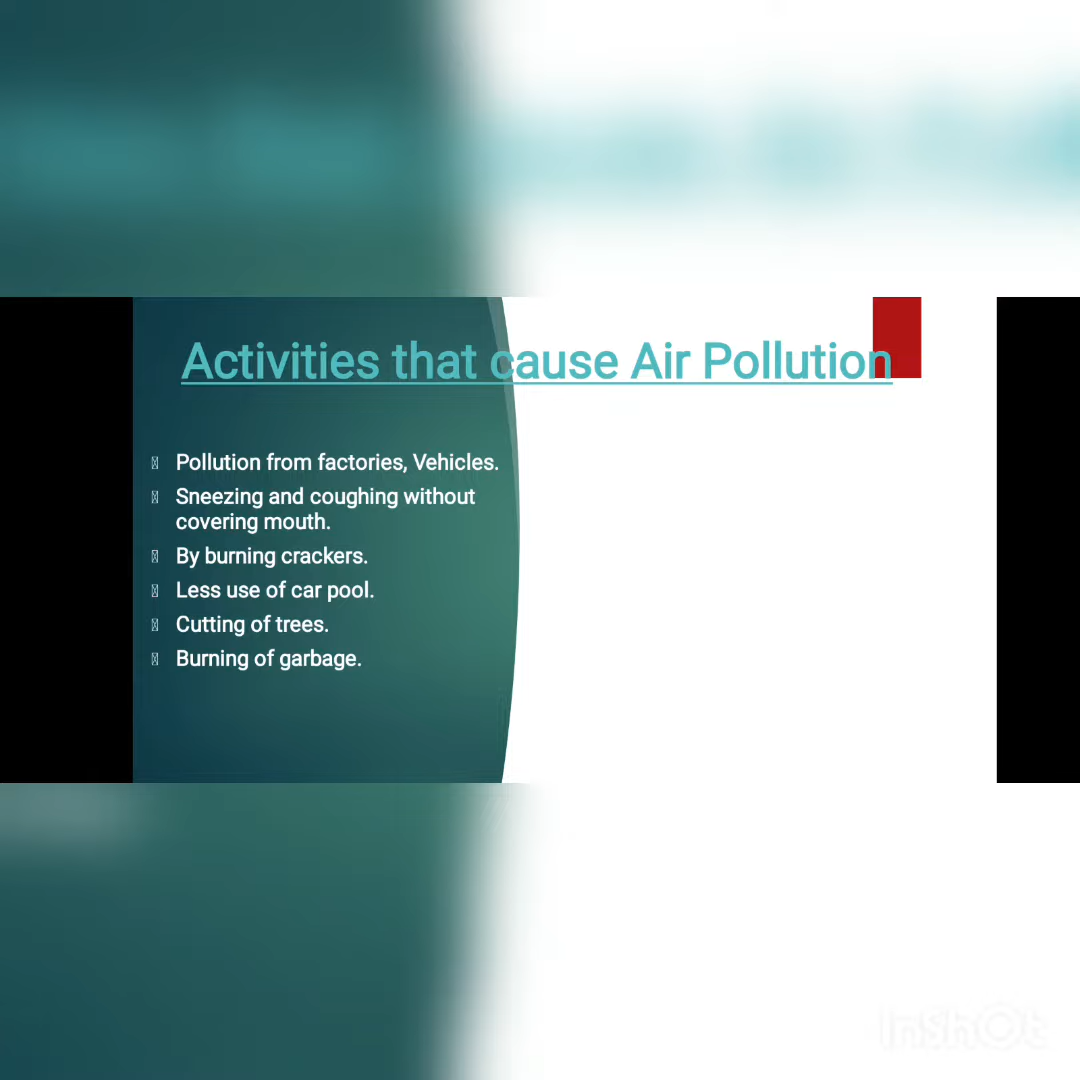 Activities that cause Air Pollution
Pollution from factories, Vehicles.
Sneezing and coughing without
covering mouth.
By burning crackers.
Less use of car pool.
Cutting of trees.
Burning of garbage.
InShOt